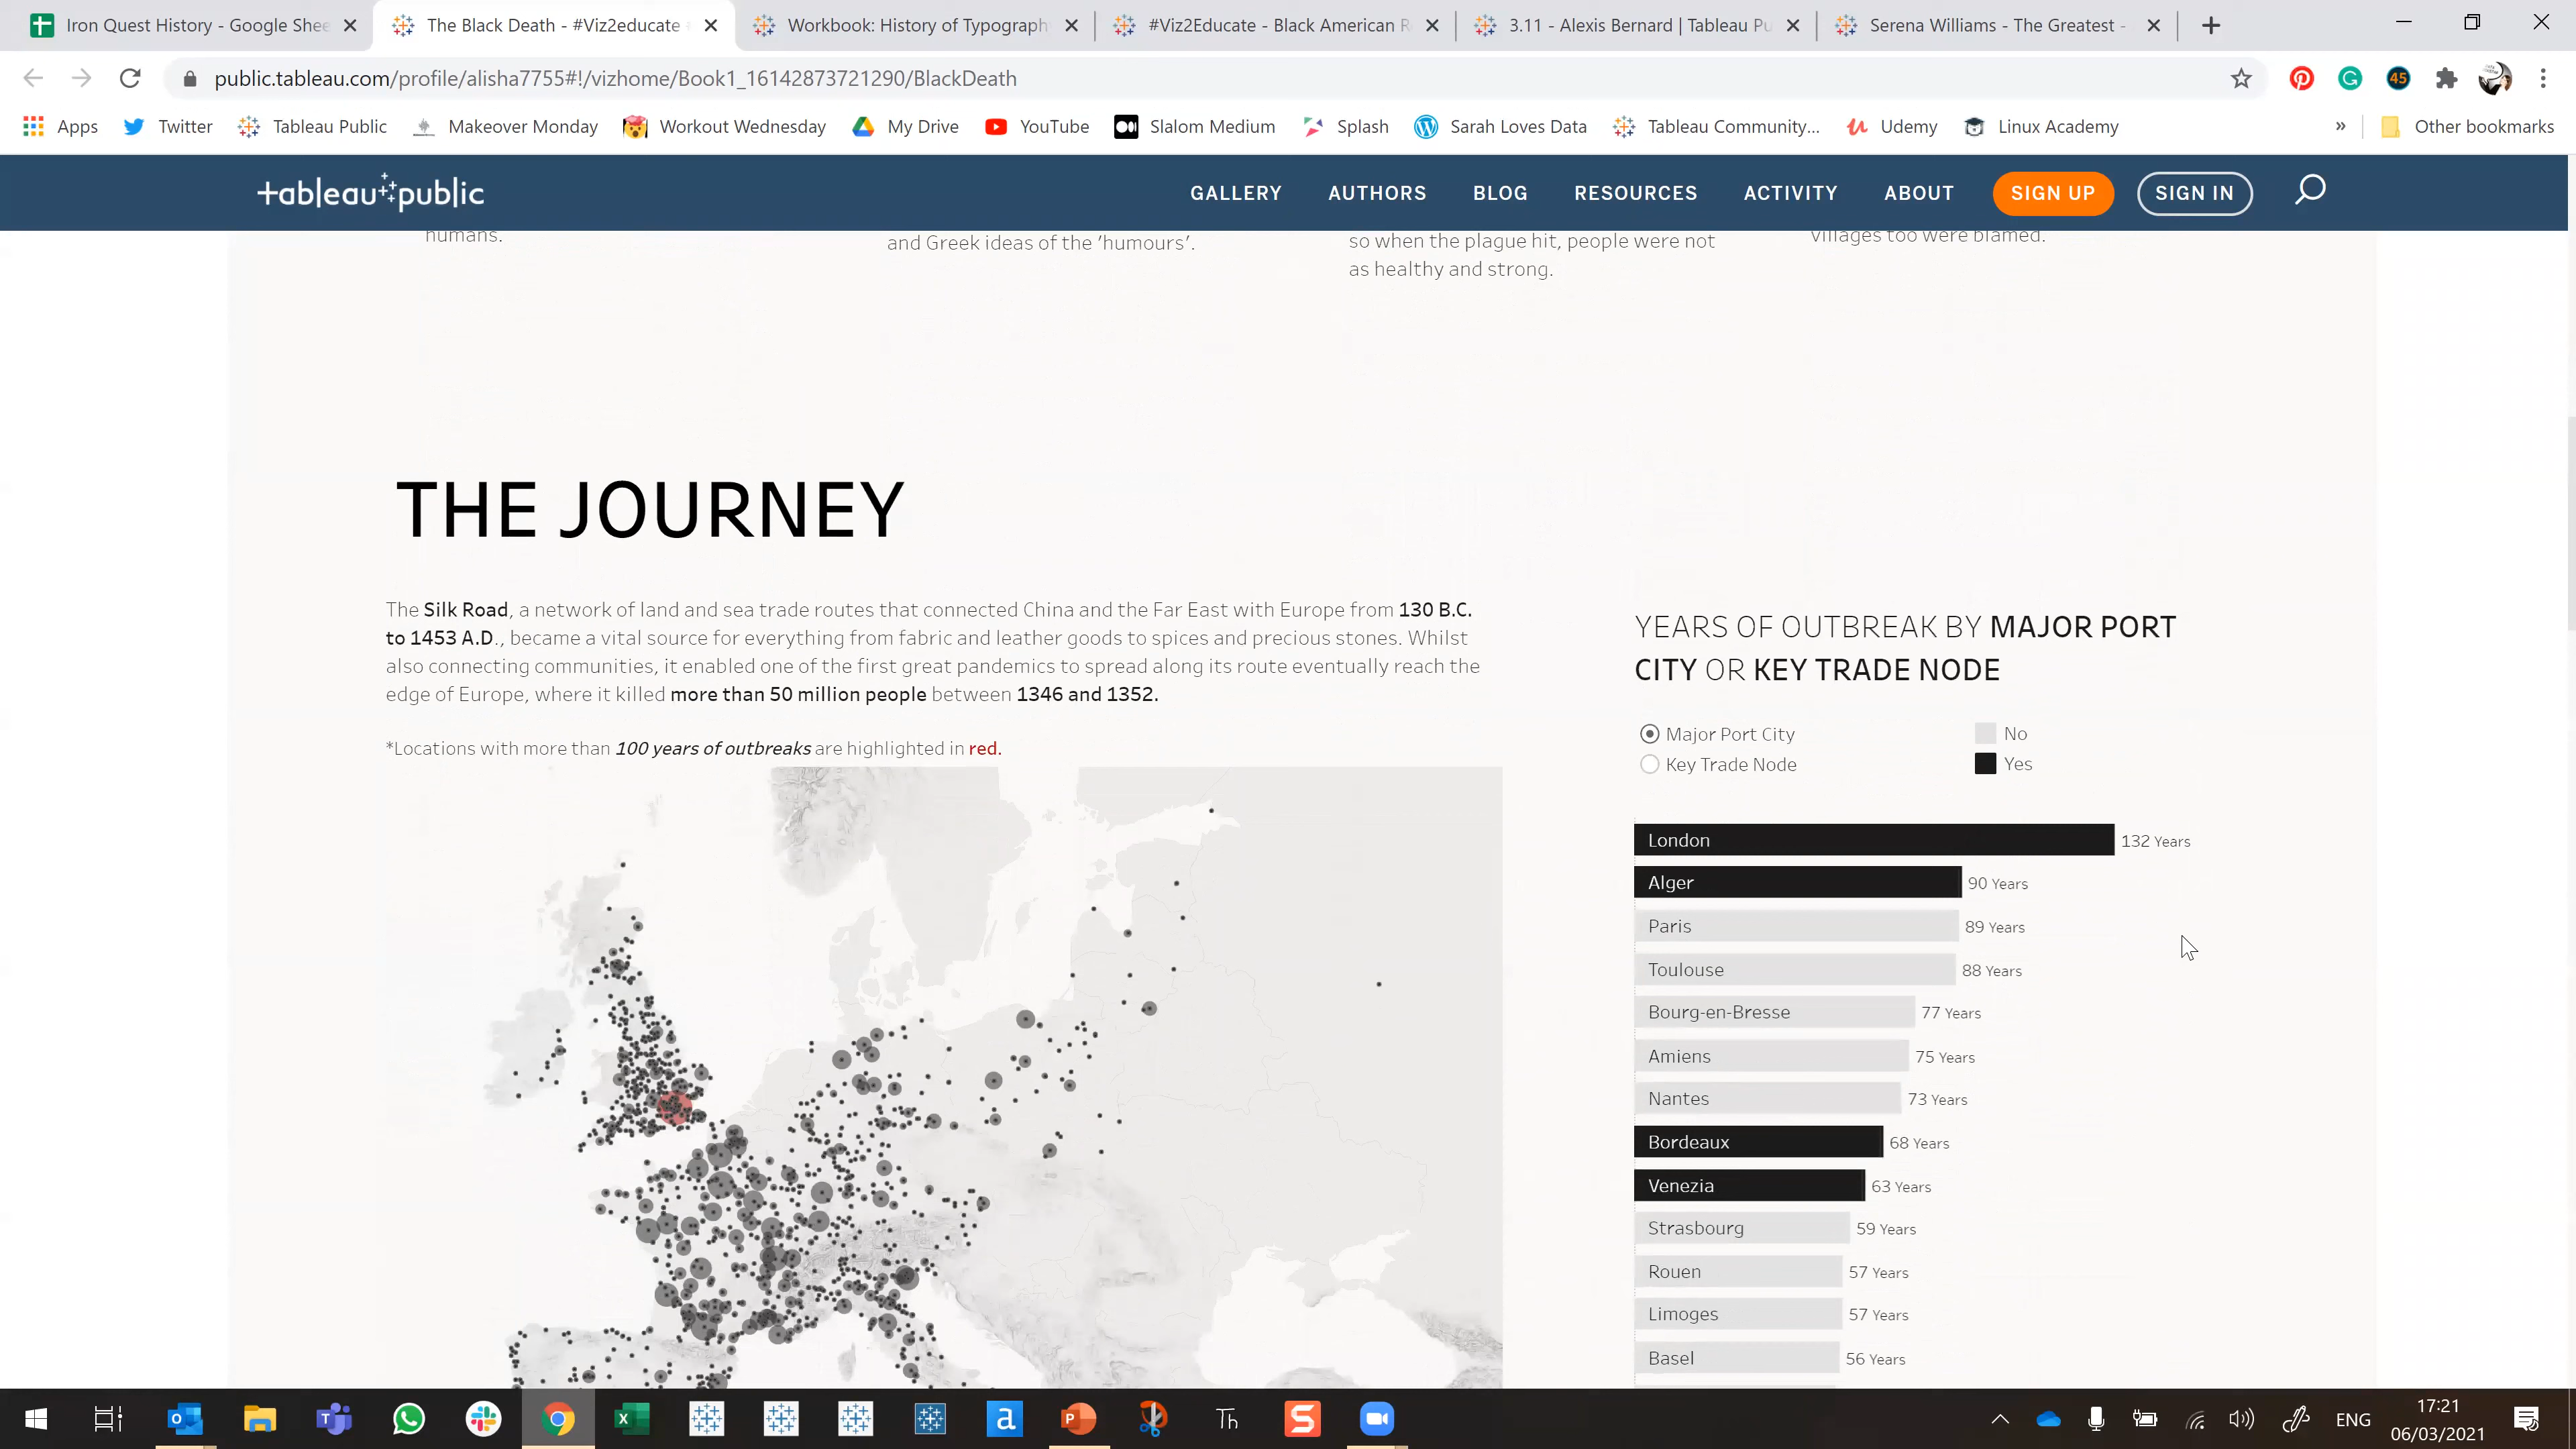 Iron Quest History - Google Shee
The Black Death - #Viz2educate
Workbook: History of Typograph
#Viz2Educate - Black American R
3.11 - Alexis Bernard | Tableau Pu
Serena Williams - The Greatest -
public.tableau.com/profile/alisha7755#!/vizhome/Book1_16142873721290/BlackDeath
45
Apps
Twitter
Tableau Public
Makeover Monday
Workout Wednesday
My Drive
YouTube
Slalom Medium
Splash
Sarah Loves Data
Tableau Community...
Udemy
Linux Academy
»
Other bookmarks
tableau public
GALLERY
AUTHORS
BLOG
RESOURCES
ACTIVITY
ABOUT
SIGN UP
SIGN IN
humans.
and Greek ideas of the 'humours'.
so when the plague hit, people were not
as healthy and strong.
villages too were blamed.
THE JOURNEY
The Silk Road, a network of land and sea trade routes that connected China and the Far East with Europe from 130 B.C.
to 1453 A.D., became a vital source for everything from fabric and leather goods to spices and precious stones. Whilst
also connecting communities, it enabled one of the first great pandemics to spread along its route eventually reach the
edge of Europe, where it killed more than 50 million people between 1346 and 1352.
*Locations with more than 100 years of outbreaks are highlighted in red.
YEARS OF OUTBREAK BY MAJOR PORT
CITY OR KEY TRADE NODE
Major Port City
Key Trade Node
No
Yes
London 132 Years
Alger 90 Years
Paris 89 Years
Toulouse 88 Years
Bourg-en-Bresse 77 Years
Amiens 75 Years
Nantes 73 Years
Bordeaux 68 Years
Venezia 63 Years
Strasbourg 59 Years
Rouen 57 Years
Limoges 57 Years
Basel 56 Years
Th
ENG
17:21
06/03/2021